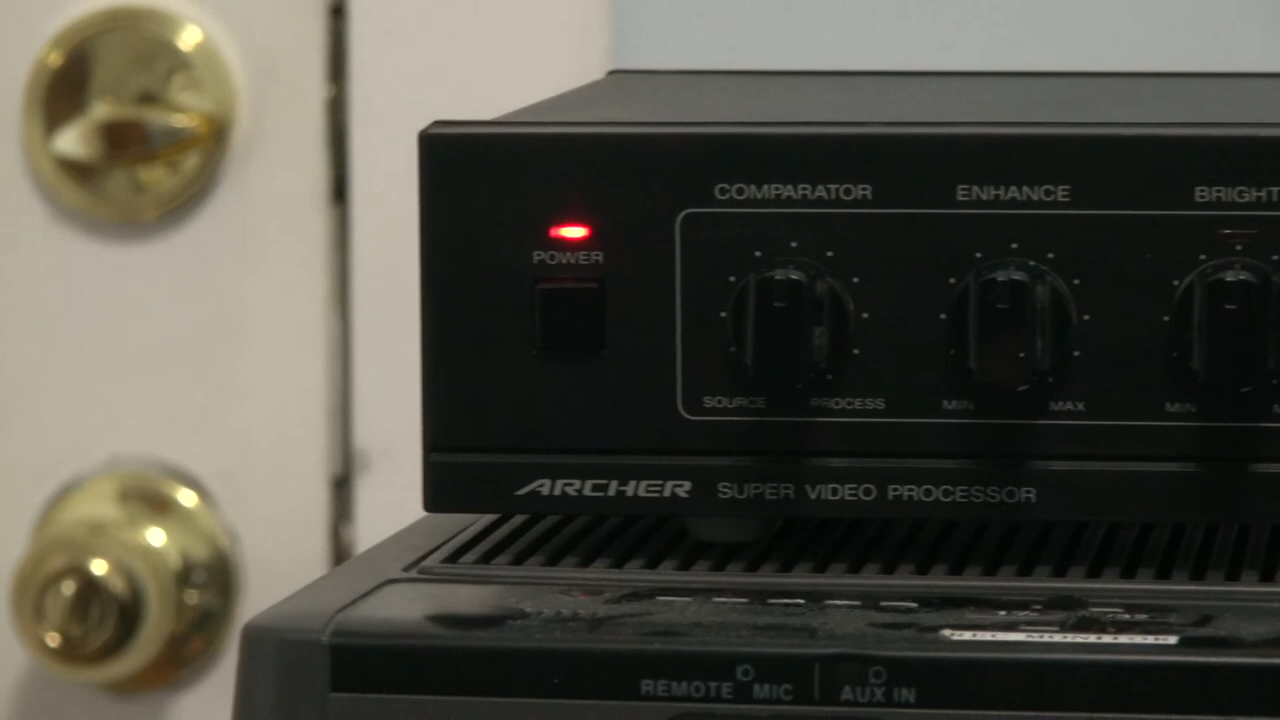 COMPARATOR ENHANCE BRIGHT
POWER
SOURCE PROCESS MIN MAX MIN
ARCHER SUPER VIDEO PROCESSOR
REC MONITOR
REMOTE MIC AUX IN